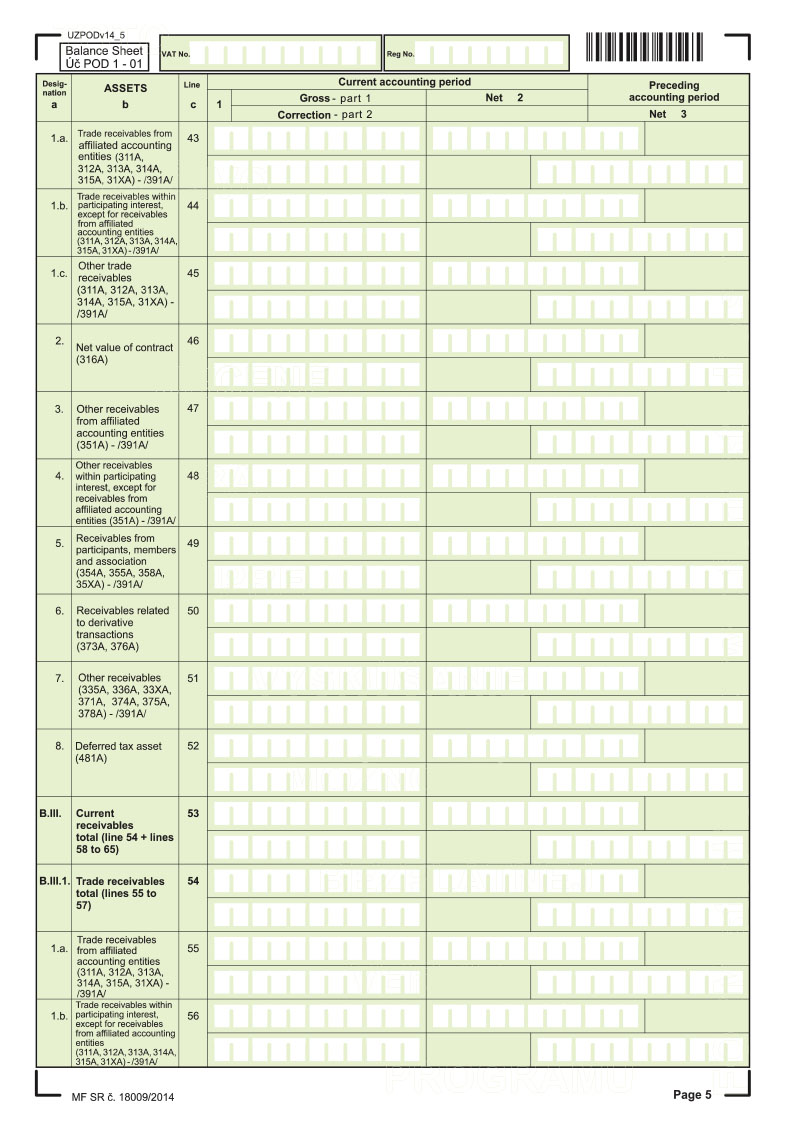 UZPODv14_5
Balance Sheet
Úč POD 1 - 01
VAT No.
Reg No.
Desig-
nation
a
ASSETS
b
Line
c
1
Current accounting period
Gross - part 1
Correction - part 2
Net 2
Preceding
accounting period
Net 3
1.a.
Trade receivables from
affiliated accounting
entities (311A,
312A, 313A, 314A,
315A, 31XA) - /391A/
43
1.b.
Trade receivables within
participating interest,
except for receivables
from affiliated
accounting entities
(311A, 312A, 313A, 314A,
315A, 31XA) - /391A/
44
1.c.
Other trade
receivables
(311A, 312A, 313A,
314A, 315A, 31XA) -
/391A/
45
2.
Net value of contract
(316A)
46
3.
Other receivables
from affiliated
accounting entities
(351A) - /391A/
47
4.
Other receivables
within participating
interest, except for
receivables from
affiliated accounting
entities (351A) - /391A/
48
5.
Receivables from
participants, members
and association
(354A, 355A, 358A,
35XA) - /391A/
49
6.
Receivables related
to derivative
transactions
(373A, 376A)
50
7.
Other receivables
(335A, 336A, 33XA,
371A, 374A, 375A,
378A) - /391A/
51
8.
Deferred tax asset
(481A)
52
B.III.
Current
receivables
total (line 54 + lines
58 to 65)
53
B.III.1.
Trade receivables
total (lines 55 to
57)
54
1.a.
Trade receivables
from affiliated
accounting entities
(311A, 312A, 313A,
314A, 315A, 31XA) -
/391A/
55
1.b.
Trade receivables within
participating interest,
except for receivables
from affiliated accounting
entities
(311A, 312A, 313A, 314A,
315A, 31XA) - /391A/
56
MF SR č. 18009/2014
Page 5